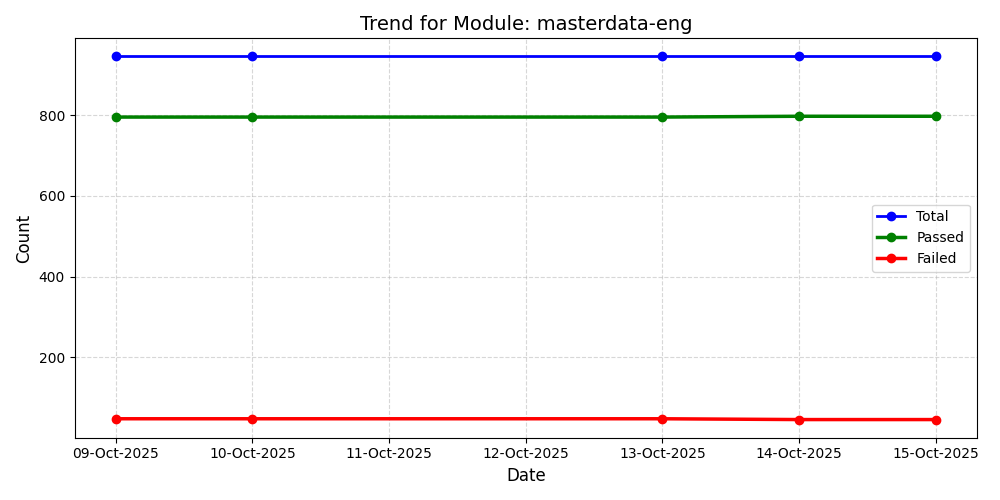 Trend for Module: masterdata-eng
Count
800
600
400
200
Total
Passed
Failed
09-Oct-2025 10-Oct-2025 11-Oct-2025 12-Oct-2025 13-Oct-2025 14-Oct-2025 15-Oct-2025
Date